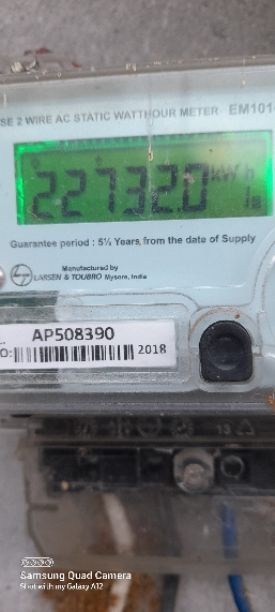 SE 2 WIRE AC STATIC WATTHOUR METER EM101
22732.0 kWh
Guarantee period : 5½ Years, from the date of Supply
Manufactured by
LARSEN & TOUBRO Mysore, India
AP508390
O: 2018
Samsung Quad Camera
Shot with my Galaxy A12